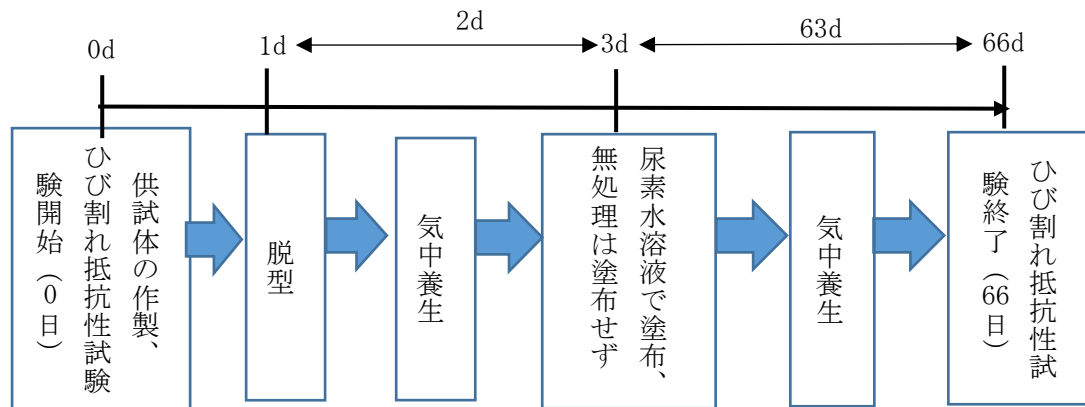 0d
1d
2d
3d
63d
66d
供試体の作製、
ひび割れ抵抗性試験
験開始（0日）
脱型
気中養生
尿素水溶液で塗布、
無処理は塗布せず
気中養生
ひび割れ抵抗性試
験終了（66日）